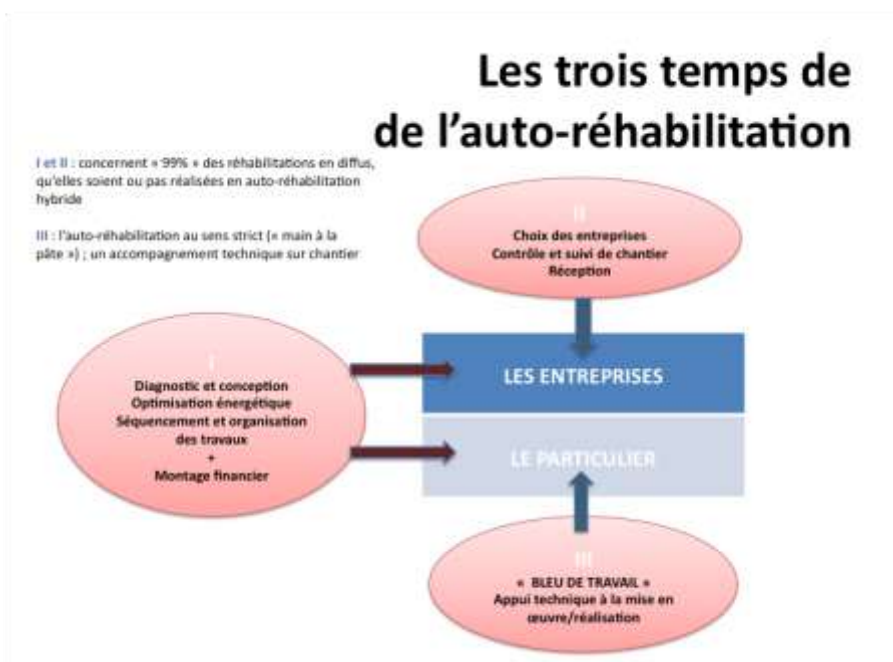 Les trois temps de
de l'auto-réhabilitation
I et II : concernent « 99% » des réhabilitations en diffus,
qu'elles soient ou pas réalisées en auto-réhabilitation
hybride
III : l'auto-réhabilitation au sens strict (« main à la
pâte ») ; un accompagnement technique sur chantier
II
Choix des entreprises
Contrôle et suivi de chantier
Réception
I
Diagnostic et conception
Optimisation énergétique
Séquencement et organisation
des travaux
+
Montage financier
LES ENTREPRISES
LE PARTICULIER
III
« BLEU DE TRAVAIL »
Appui technique à la mise en
œuvre/réalisation